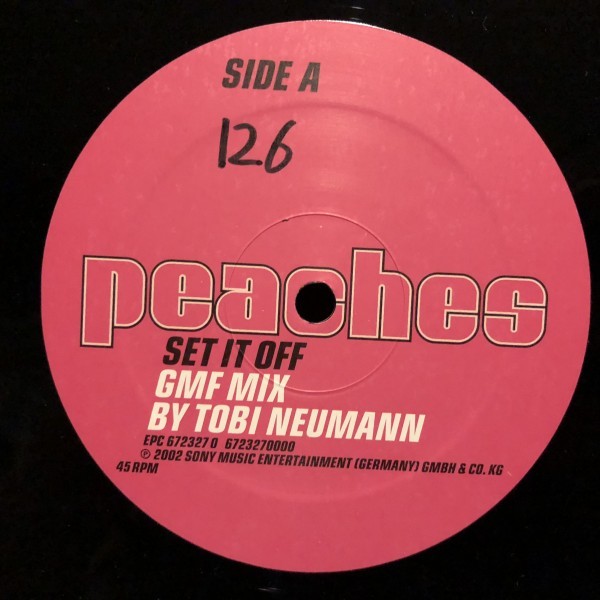 SIDE A
126
peaches
SET IT OFF
GMF MIX
BY TOBI NEUMANN
EPC 672327 0 6723270000
℗ 2002 SONY MUSIC ENTERTAINMENT (GERMANY) GMBH & CO. KG
45 RPM